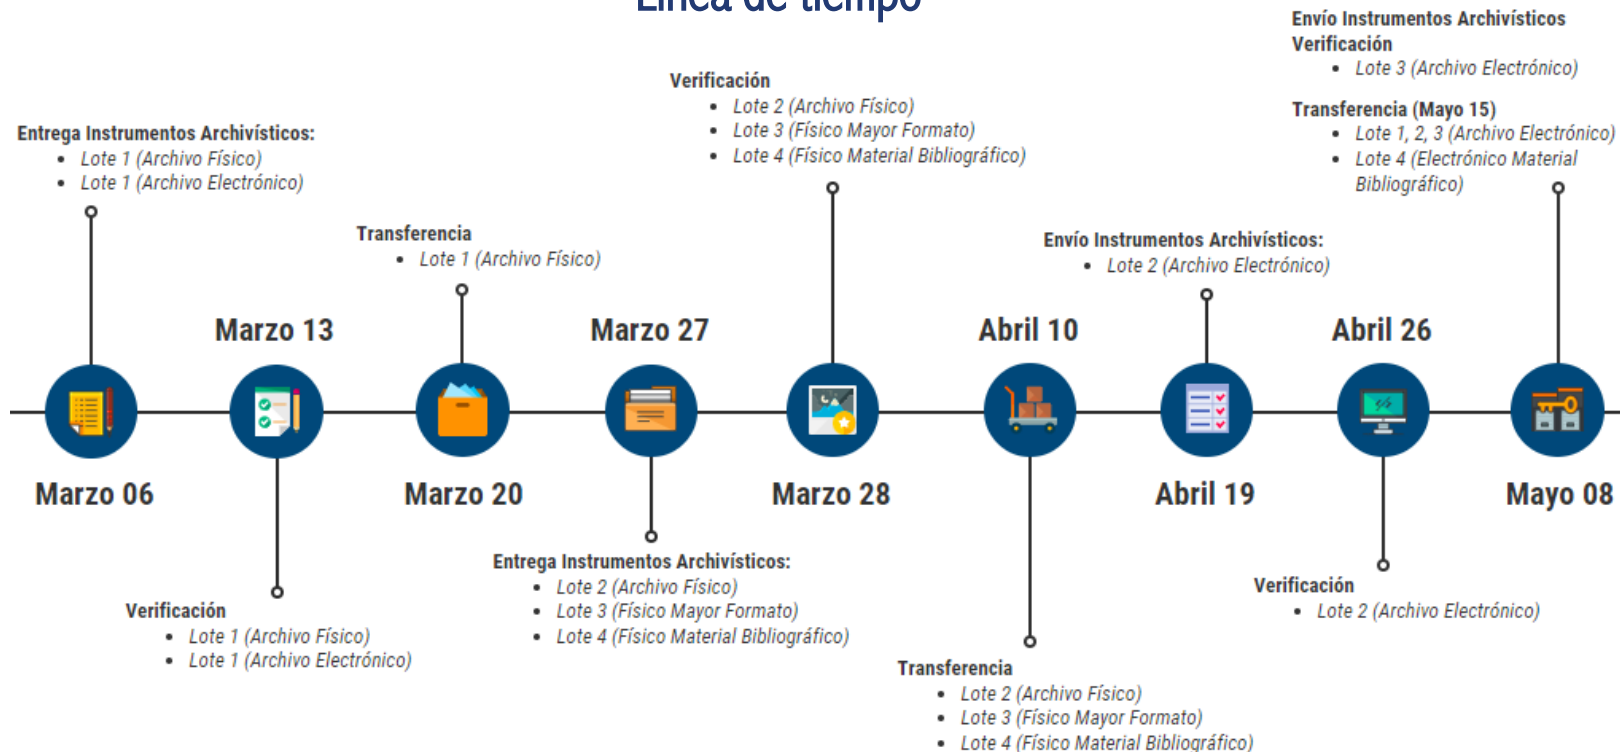 Línea de tiempo
Entrega Instrumentos Archivísticos:
• Lote 1 (Archivo Físico)
• Lote 1 (Archivo Electrónico)
Marzo 06
Marzo 13
Verificación
• Lote 1 (Archivo Físico)
• Lote 1 (Archivo Electrónico)
Transferencia
• Lote 1 (Archivo Físico)
Marzo 20
Marzo 27
Entrega Instrumentos Archivísticos:
• Lote 2 (Archivo Físico)
• Lote 3 (Físico Mayor Formato)
• Lote 4 (Físico Material Bibliográfico)
Verificación
• Lote 2 (Archivo Físico)
• Lote 3 (Físico Mayor Formato)
• Lote 4 (Físico Material Bibliográfico)
Marzo 28
Abril 10
Transferencia
• Lote 2 (Archivo Físico)
• Lote 3 (Físico Mayor Formato)
• Lote 4 (Físico Material Bibliográfico)
Envío Instrumentos Archivísticos:
• Lote 2 (Archivo Electrónico)
Abril 19
Abril 26
Verificación
• Lote 2 (Archivo Electrónico)
Envío Instrumentos Archivísticos
Verificación
• Lote 3 (Archivo Electrónico)
Transferencia (Mayo 15)
• Lote 1, 2, 3 (Archivo Electrónico)
• Lote 4 (Electrónico Material
Bibliográfico)
Mayo 08